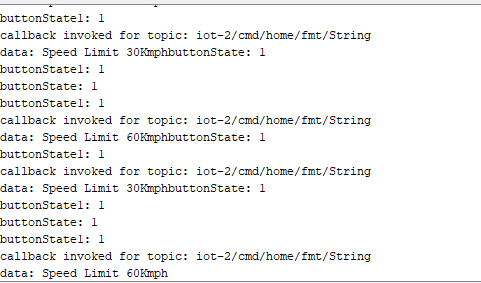 buttonState1: 1
callback invoked for topic: iot-2/cmd/home/fmt/String
data: Speed Limit 30KmphbuttonState: 1
buttonState1: 1
buttonState: 1
buttonState1: 1
callback invoked for topic: iot-2/cmd/home/fmt/String
data: Speed Limit 60KmphbuttonState: 1
buttonState1: 1
callback invoked for topic: iot-2/cmd/home/fmt/String
data: Speed Limit 30KmphbuttonState: 1
buttonState1: 1
buttonState: 1
buttonState1: 1
callback invoked for topic: iot-2/cmd/home/fmt/String
data: Speed Limit 60Kmph